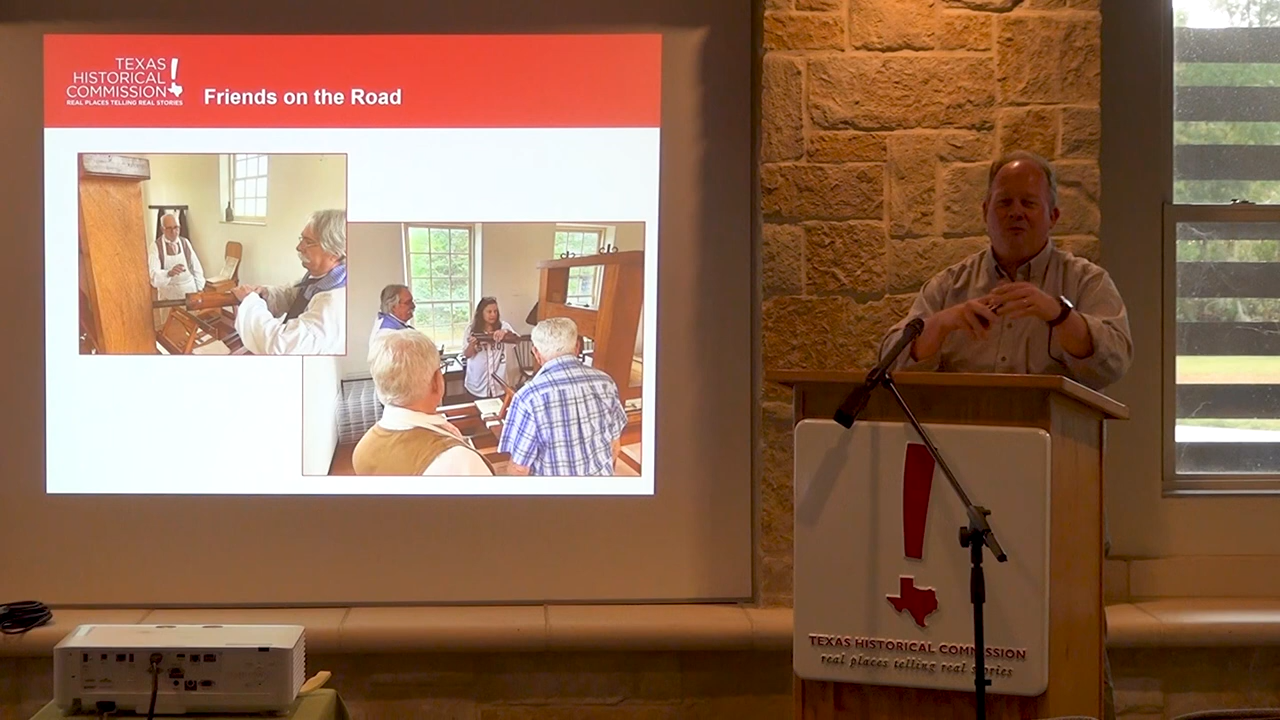 TEXAS
HISTORICAL
COMMISSION
REAL PLACES TELLING REAL STORIES
Friends on the Road
TEXAS HISTORICAL COMMISSION
real places telling real stories